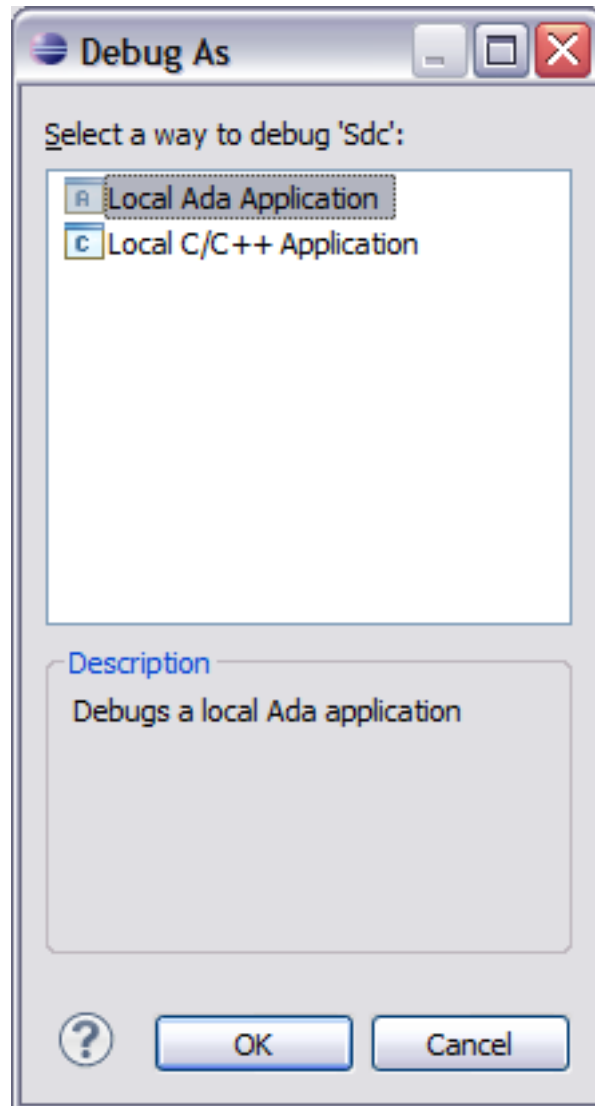 Debug As
Select a way to debug 'Sdc':
A Local Ada Application
C Local C/C++ Application
Description
Debugs a local Ada application
? OK Cancel